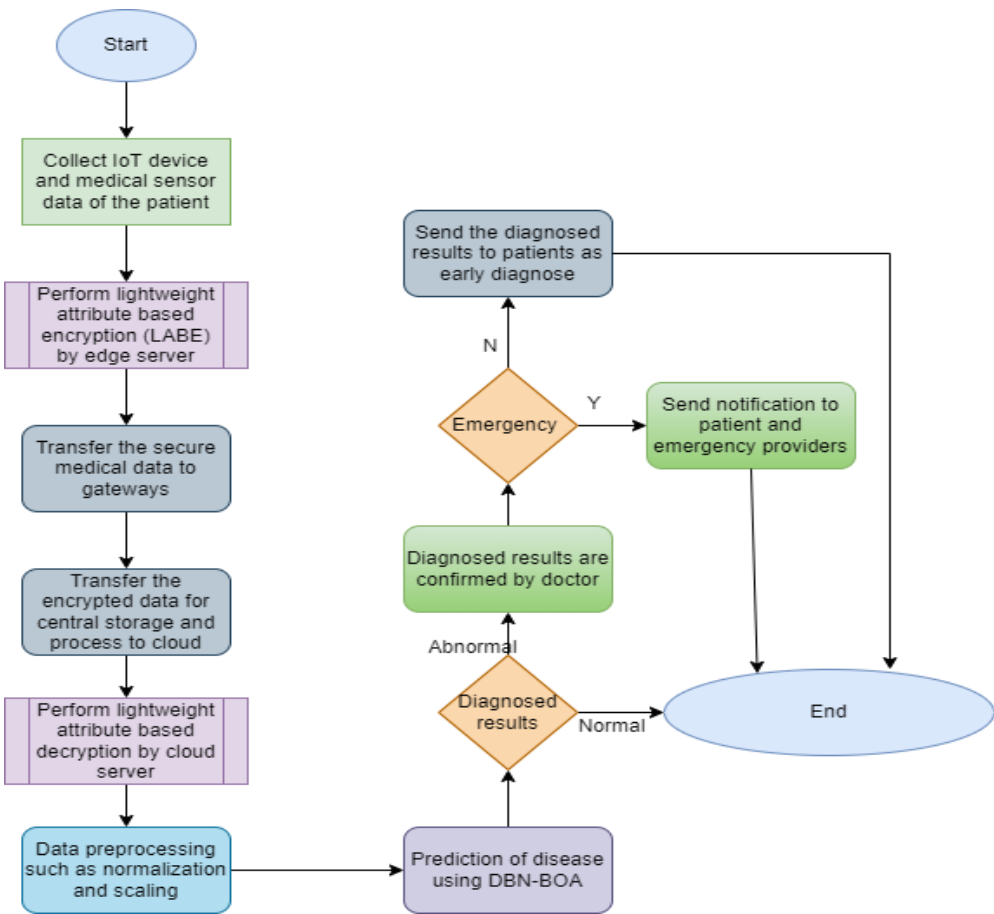 Start
Collect IoT device
and medical sensor
data of the patient
Perform lightweight
attribute based
encryption (LABE)
by edge server
Transfer the secure
medical data to
gateways
Transfer the
encrypted data for
central storage and
process to cloud
Perform lightweight
attribute based
decryption by cloud
server
Data preprocessing
such as normalization
and scaling
Prediction of disease
using DBN-BOA
Diagnosed
results
Normal
Abnormal
Diagnosed results are
confirmed by doctor
Emergency
Y
Send notification to
patient and
emergency providers
N
Send the diagnosed
results to patients as
early diagnose
End